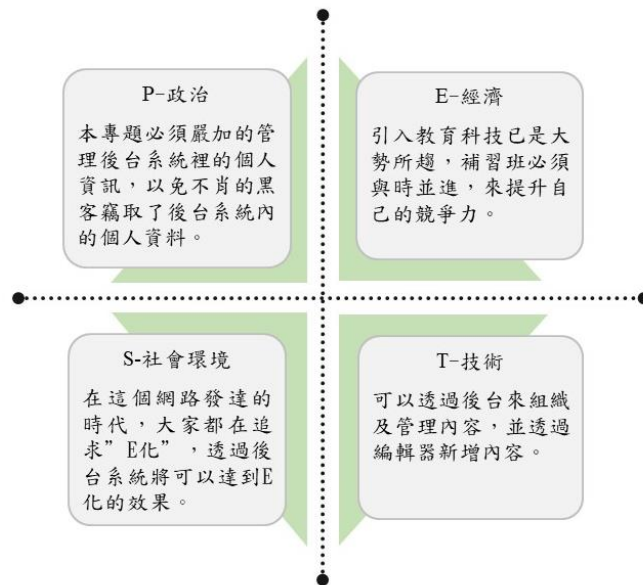 P-政治
本專題必須嚴加的管
理後台系統裡的個人
資訊，以免不肖的黑
客竊取了後台系統內
的個人資料。
E-經濟
引入教育科技已是大
勢所趨，補習班必須
與時並進，來提升自
己的競爭力。
S-社會環境
在這個網路發達的
時代，大家都在追
求”E化”，透過後
台系統將可以達到E
化的效果。
T-技術
可以透過後台來組織
及管理內容，並透過
編輯器新增內容。